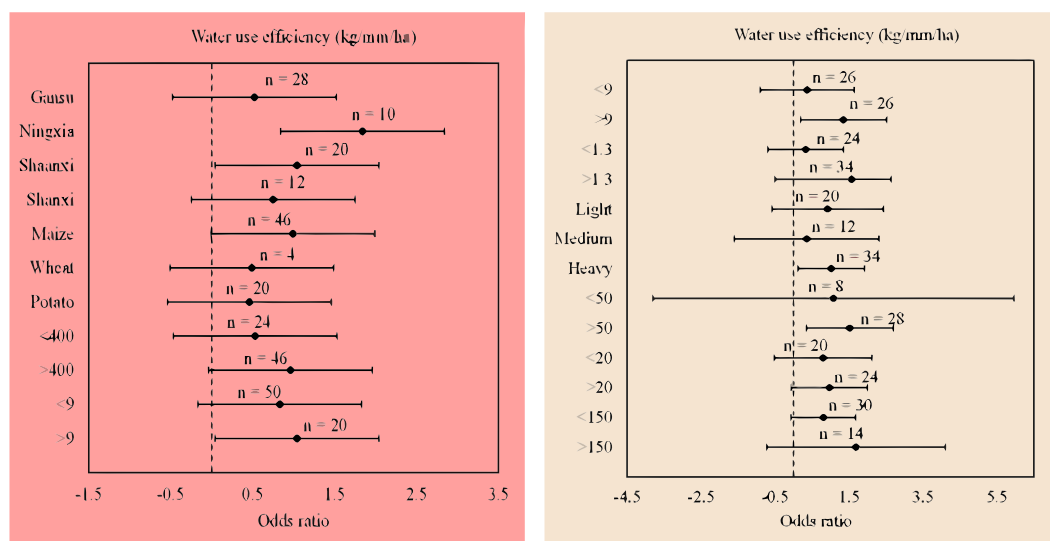 Water use efficiency (kg/mm/ha)
n = 28
Gansu
n = 10
Ningxia
n = 20
Shaanxi
n = 12
Shanxi
n = 46
Maize
n = 4
Wheat
n = 20
Potato
n = 24
<400
n = 46
>400
n = 50
<9
n = 20
>9
-1.5 -0.5 0.5 1.5 2.5 3.5
Odds ratio
Water use efficiency (kg/mm/ha)
n = 26
<9
n = 26
>9
n = 24
<1.3
n = 34
>1.3
n = 20
Light
n = 12
Medium
n = 34
Heavy
n = 8
<50
n = 28
>50
n = 20
<20
n = 24
>20
n = 30
<150
n = 14
>150
-4.5 -2.5 -0.5 1.5 3.5 5.5
Odds ratio